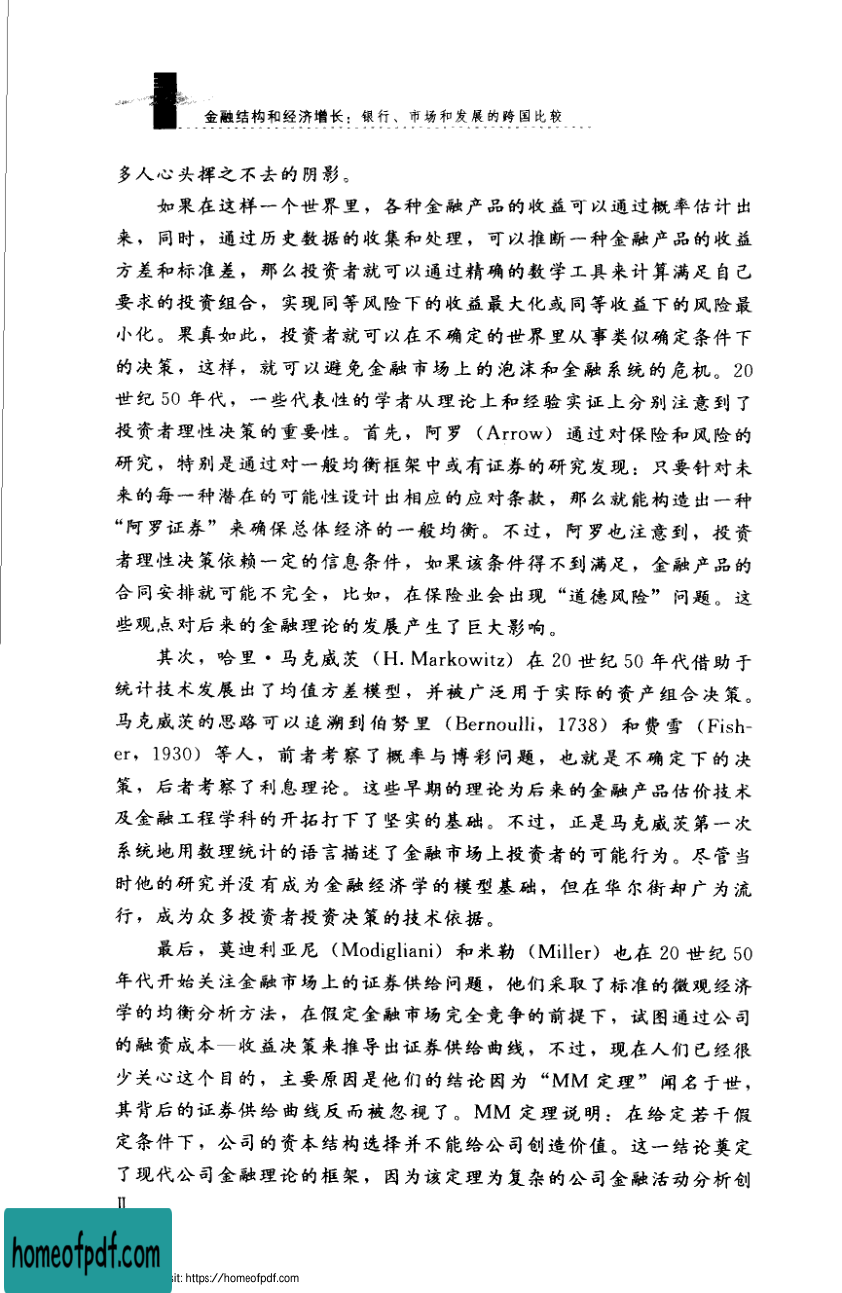 金融结构和经济增长：银行、市场和发展的跨国比较
多人心头挥之不去的阴影。
如果在这样一个世界里，各种金融产品的收益可以通过概率估计出
来，同时，通过历史数据的收集和处理，可以推断一种金融产品的收益
方差和标准差，那么投资者就可以通过精确的数学工具来计算满足自己
要求的投资组合，实现同等风险下的收益最大化或同等收益下的风险最
小化。果真如此，投资者就可以在不确定的世界里从事类似确定条件下
的决策，这样，就可以避免金融市场上的泡沫和金融系统的危机。20
世纪 50 年代，一些代表性的学者从理论上和经验实证上分别注意到了
投资者理性决策的重要性。首先，阿罗（Arrow）通过对保险和风险的
研究，特别是通过对一般均衡框架中或有证券的研究发现：只要针对未
来的每一种潜在的可能性设计出相应的应对条款，那么就能构造出一种
“阿罗证券”来确保总体经济的一般均衡。不过，阿罗也注意到，投资
者理性决策依赖一定的信息条件，如果该条件得不到满足，金融产品的
合同安排就可能不完全，比如，在保险业会出现“道德风险”问题。这
些观点对后来的金融理论的发展产生了巨大影响。
其次，哈里·马克威茨（H. Markowitz）在 20 世纪 50 年代借助于
统计技术发展出了均值方差模型，并被广泛用于实际的资产组合决策。
马克威茨的思路可以追溯到伯努里（Bernoulli，1738）和费雪（Fish-
er，1930）等人，前者考察了概率与博彩问题，也就是不确定下的决
策，后者考察了利息理论。这些早期的理论为后来的金融产品估价技术
及金融工程学科的开拓打下了坚实的基础。不过，正是马克威茨第一次
系统地用数理统计的语言描述了金融市场上投资者的可能行为。尽管当
时他的研究并没有成为金融经济学的模型基础，但在华尔街却广为流
行，成为众多投资者投资决策的技术依据。
最后，莫迪利亚尼（Modigliani）和米勒（Miller）也在 20 世纪 50
年代开始关注金融市场上的证券供给问题，他们采取了标准的微观经济
学的均衡分析方法，在假定金融市场完全竞争的前提下，试图通过公司
的融资成本—收益决策来推导出证券供给曲线，不过，现在人们已经很
少关心这个目的，主要原因是他们的结论因为“MM 定理”闻名于世，
其背后的证券供给曲线反而被忽视了。MM 定理说明：在给定若干假
定条件下，公司的资本结构选择并不能给公司创造价值。这一结论奠定
了现代公司金融理论的框架，因为该定理为复杂的公司金融活动分析创
II
homeofpdf.com
sit: https://homeofpdf.com